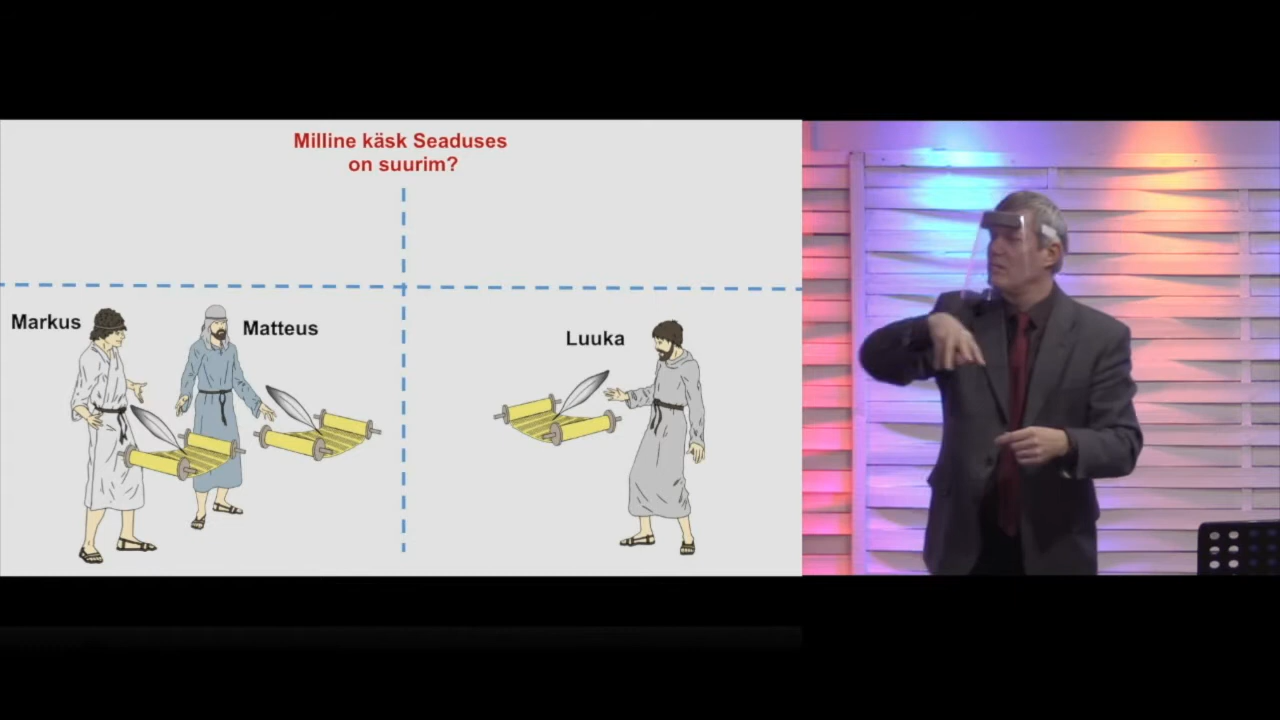 Milline käsk Seaduses
on suurim?
Markus
Matteus
Luuka